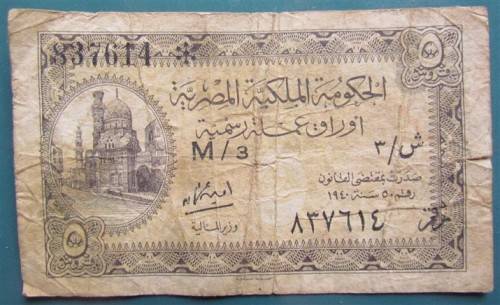 837614 *
٥ قروش
الحكومة الملكية المصرية
أوراق عملة رسمية
M/3
ش/٣
صدرت بمقتضى القانون
رقم ٥٠ سنة ١٩٤٠
وزير المالية
٨٣٧٦١٤
٥ قروش